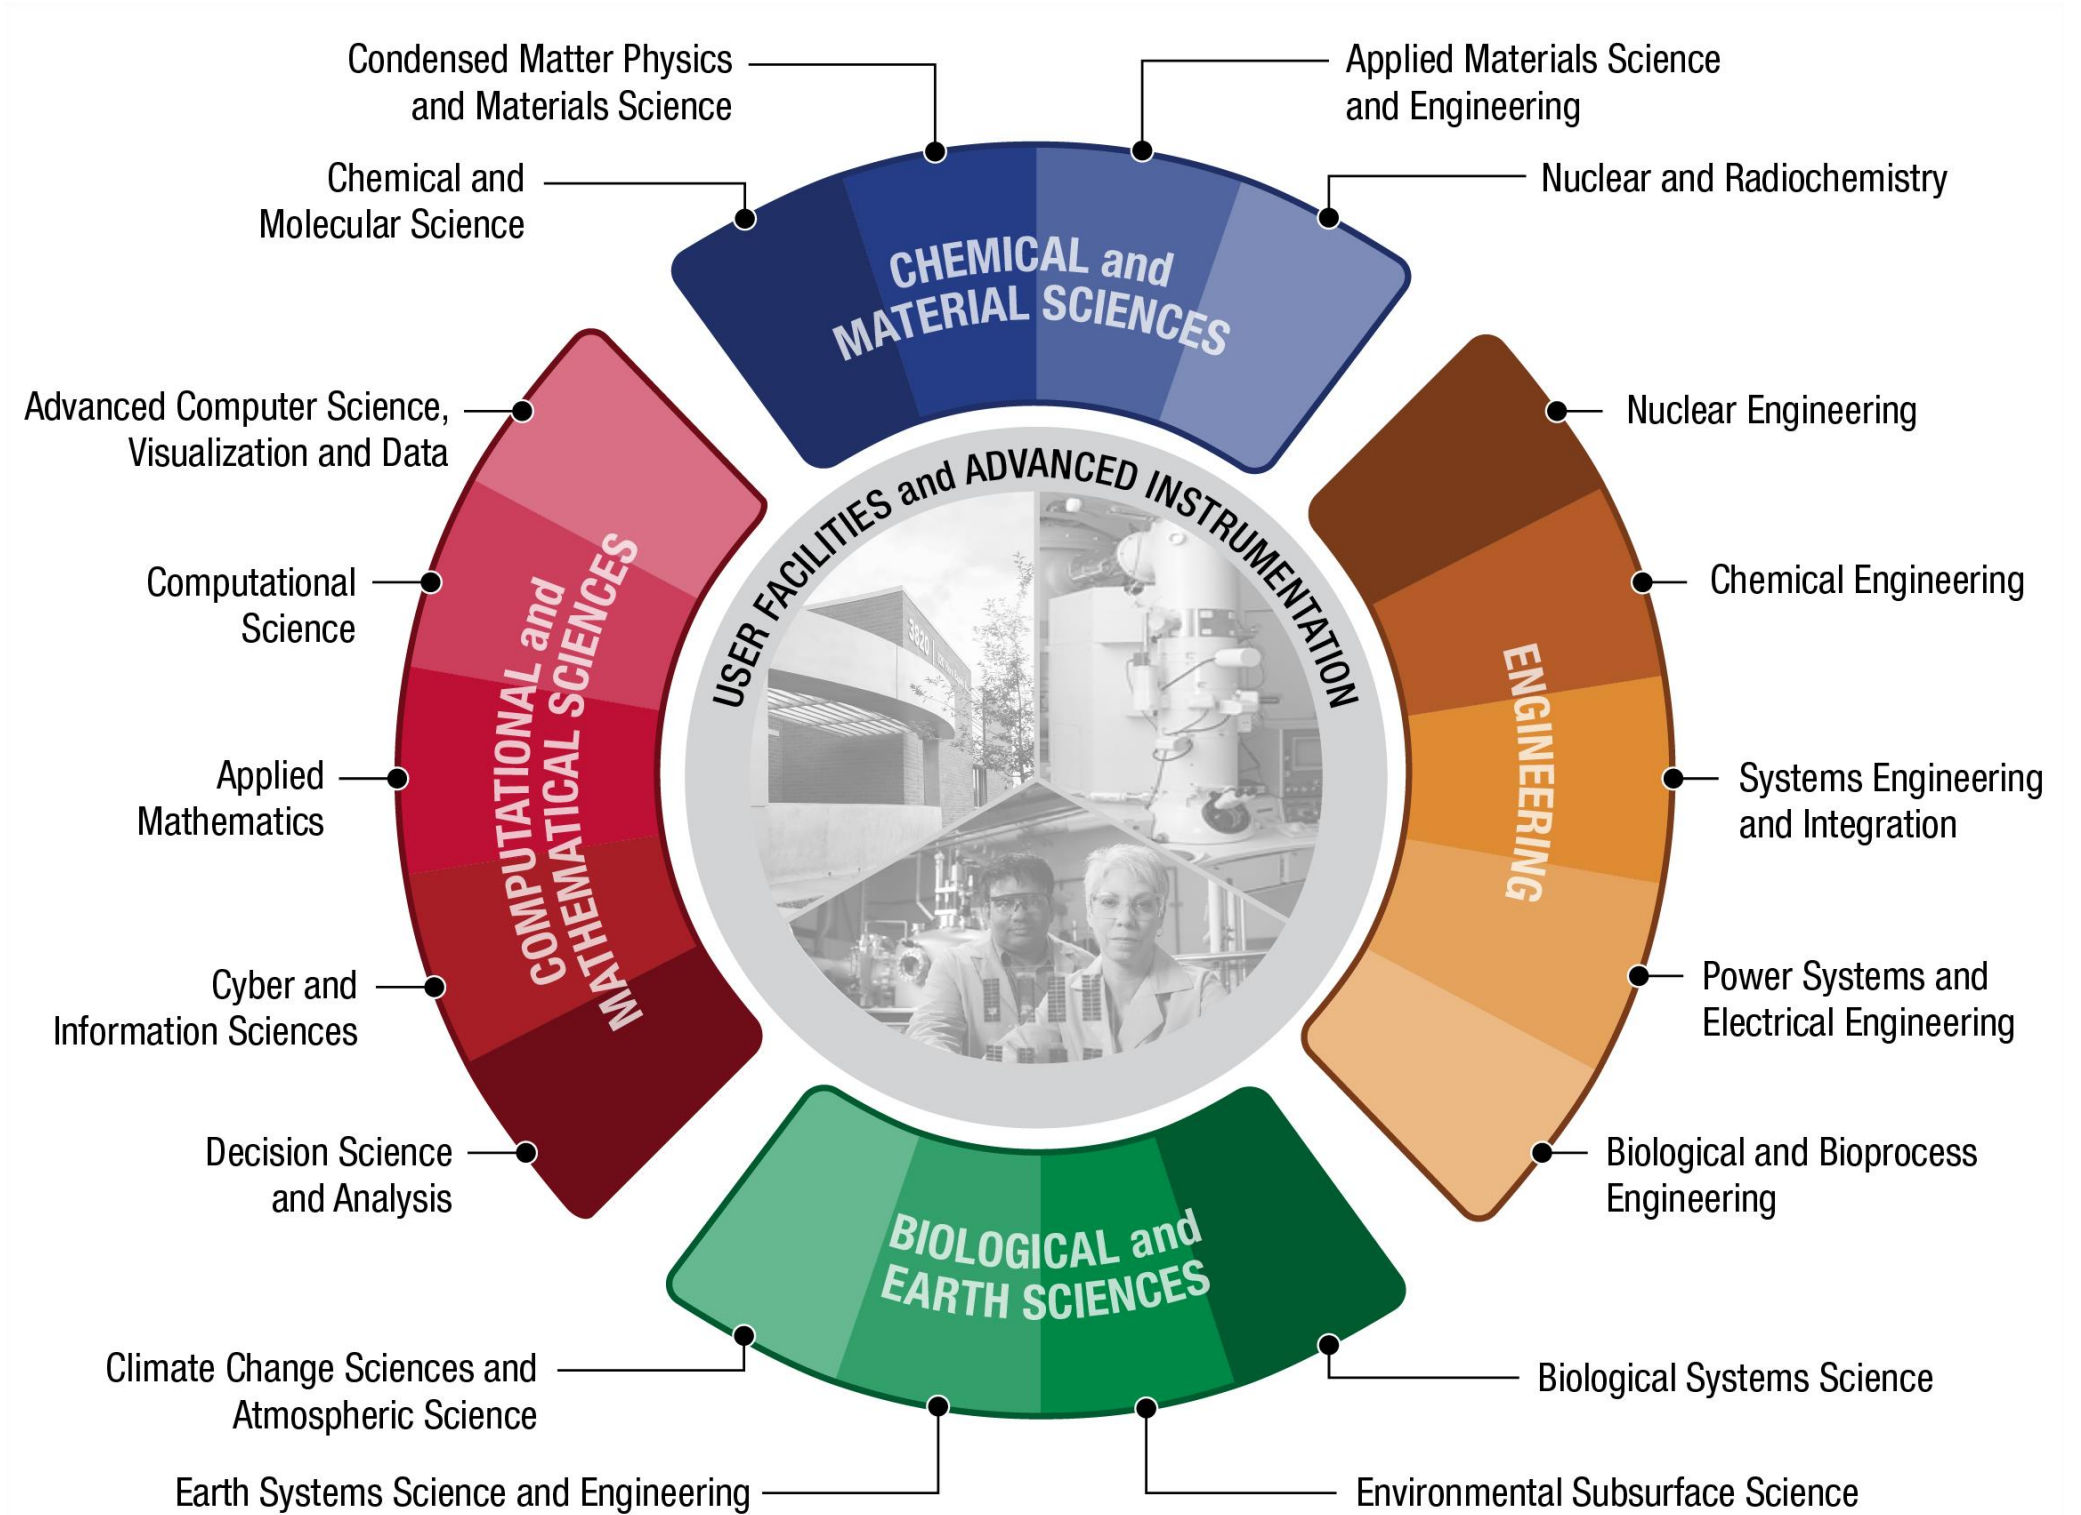 Condensed Matter Physics
and Materials Science
Applied Materials Science
and Engineering
Chemical and
Molecular Science
Nuclear and Radiochemistry
CHEMICAL and
MATERIAL SCIENCES
Advanced Computer Science,
Visualization and Data
Computational
Science
Applied
Mathematics
Cyber and
Information Sciences
Decision Science
and Analysis
COMPUTATIONAL and
MATHEMATICAL SCIENCES
USER FACILITIES and ADVANCED INSTRUMENTATION
3820
Nuclear Engineering
Chemical Engineering
Systems Engineering
and Integration
Power Systems and
Electrical Engineering
Biological and Bioprocess
Engineering
ENGINEERING
BIOLOGICAL and
EARTH SCIENCES
Climate Change Sciences and
Atmospheric Science
Biological Systems Science
Earth Systems Science and Engineering
Environmental Subsurface Science